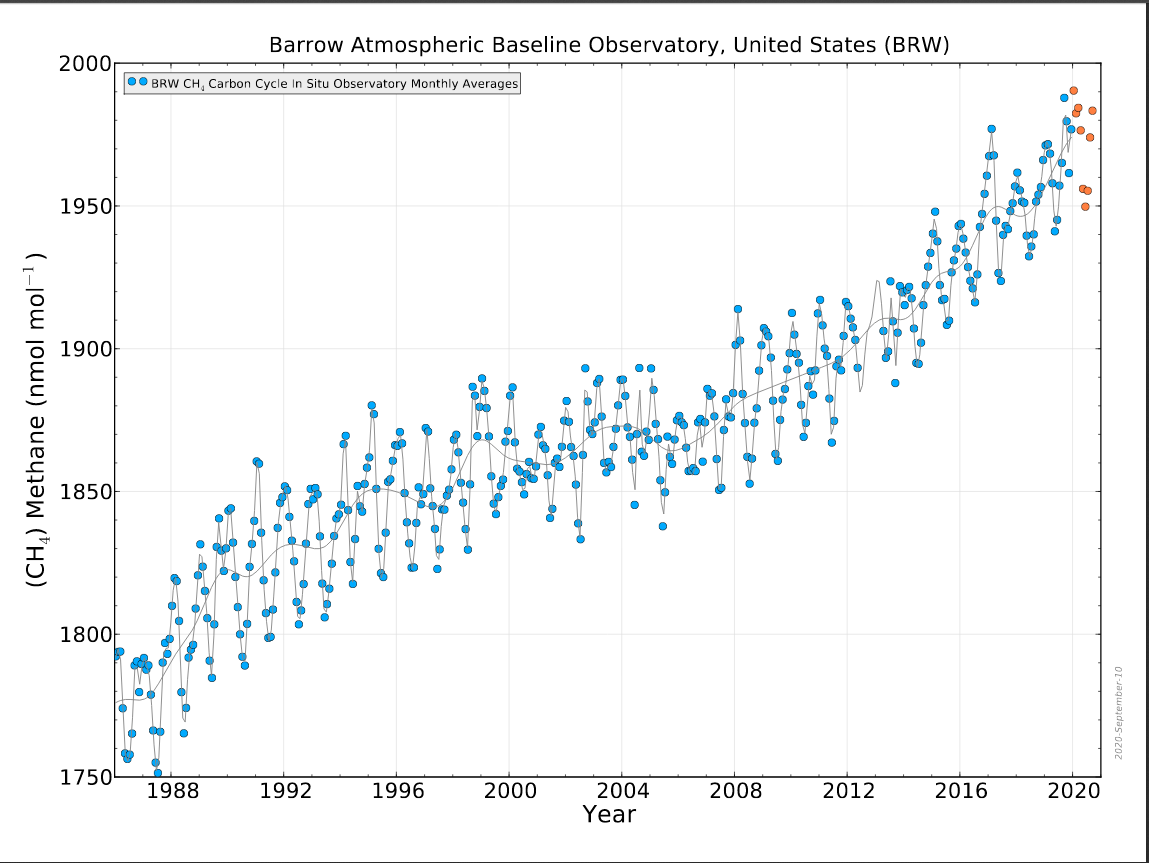 Barrow Atmospheric Baseline Observatory, United States (BRW)
2000
BRW CH₄ Carbon Cycle In Situ Observatory Monthly Averages
1950
1900
1850
1800
1750
(CH₄) Methane (nmol mol⁻¹)
1988 1992 1996 2000 2004 2008 2012 2016 2020
Year
2020-September-10